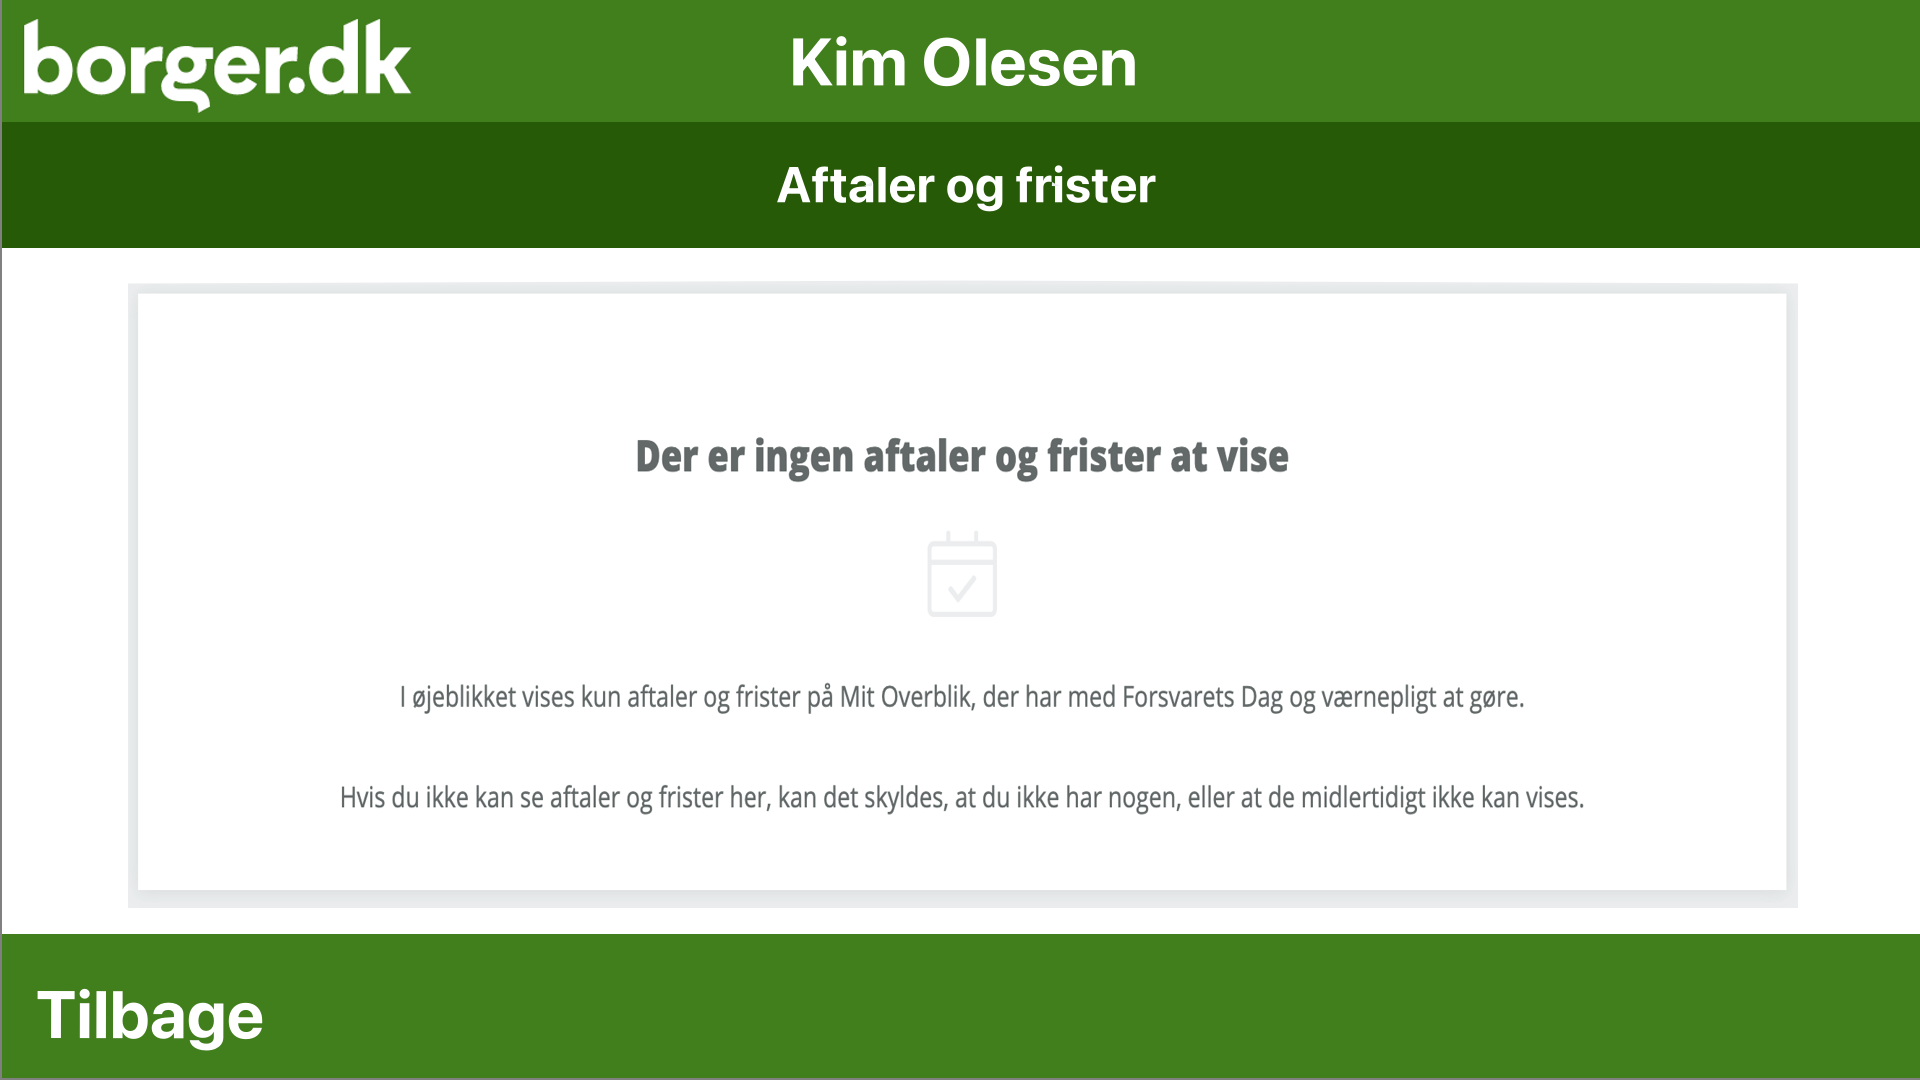 borger.dk
Kim Olesen
Aftaler og frister
Der er ingen aftaler og frister at vise
I øjeblikket vises kun aftaler og frister på Mit Overblik, der har med Forsvarets Dag og værnepligt at gøre.
Hvis du ikke kan se aftaler og frister her, kan det skyldes, at du ikke har nogen, eller at de midlertidigt ikke kan vises.
Tilbage